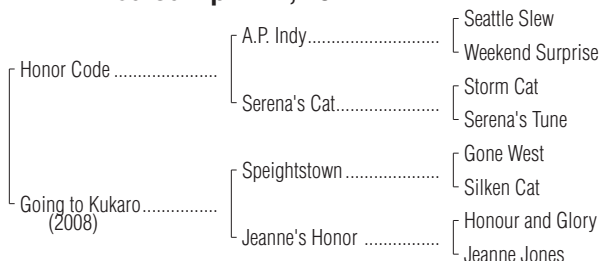 Seattle Slew
A.P. Indy
Weekend Surprise
Honor Code
Storm Cat
Serena's Cat
Serena's Tune
Gone West
Speightstown
Silken Cat
Going to Kukaro
(2008)
Honour and Glory
Jeanne's Honor
Jeanne Jones